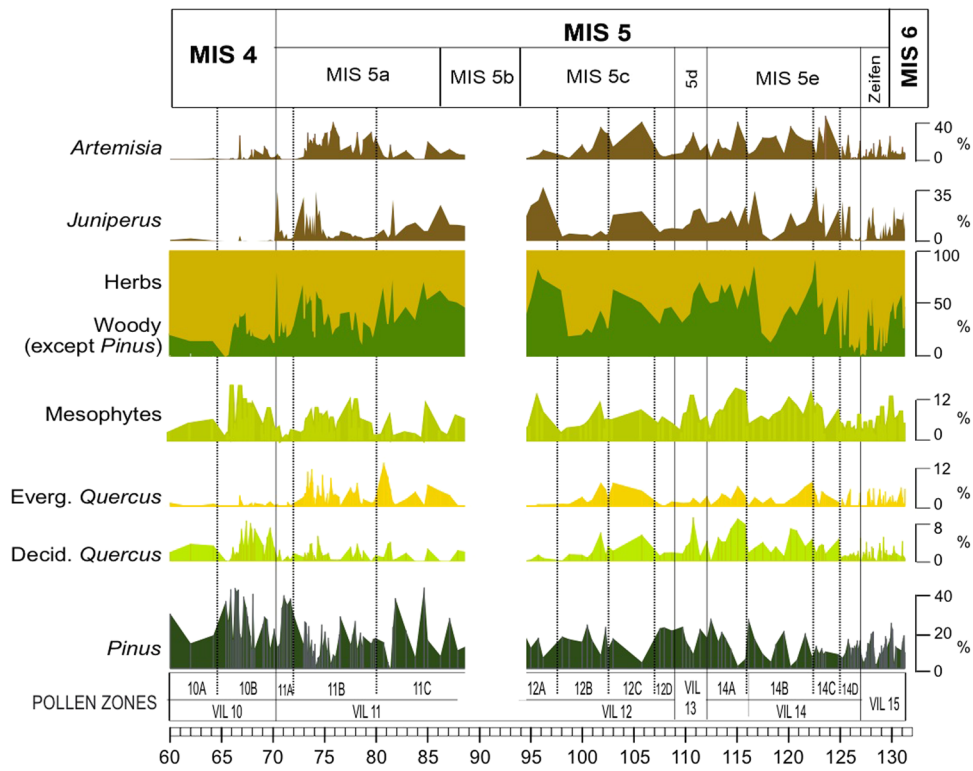 MIS 4
MIS 5
MIS 6
MIS 5a
MIS 5b
MIS 5c
5d
MIS 5e
Zeifen
Artemisia
40
0
%
Juniperus
35
0
%
Herbs
Woody
(except Pinus)
100
50
0
%
Mesophytes
12
0
%
Everg. Quercus
12
0
%
Decid. Quercus
8
0
%
Pinus
40
20
0
%
POLLEN ZONES
10A 10B 11A 11B 11C 12A 12B 12C 12D VIL 13 14A 14B 14C 14D VIL 15
VIL 10 VIL 11 VIL 12 VIL 14
60 65 70 75 80 85 90 95 100 105 110 115 120 125 130